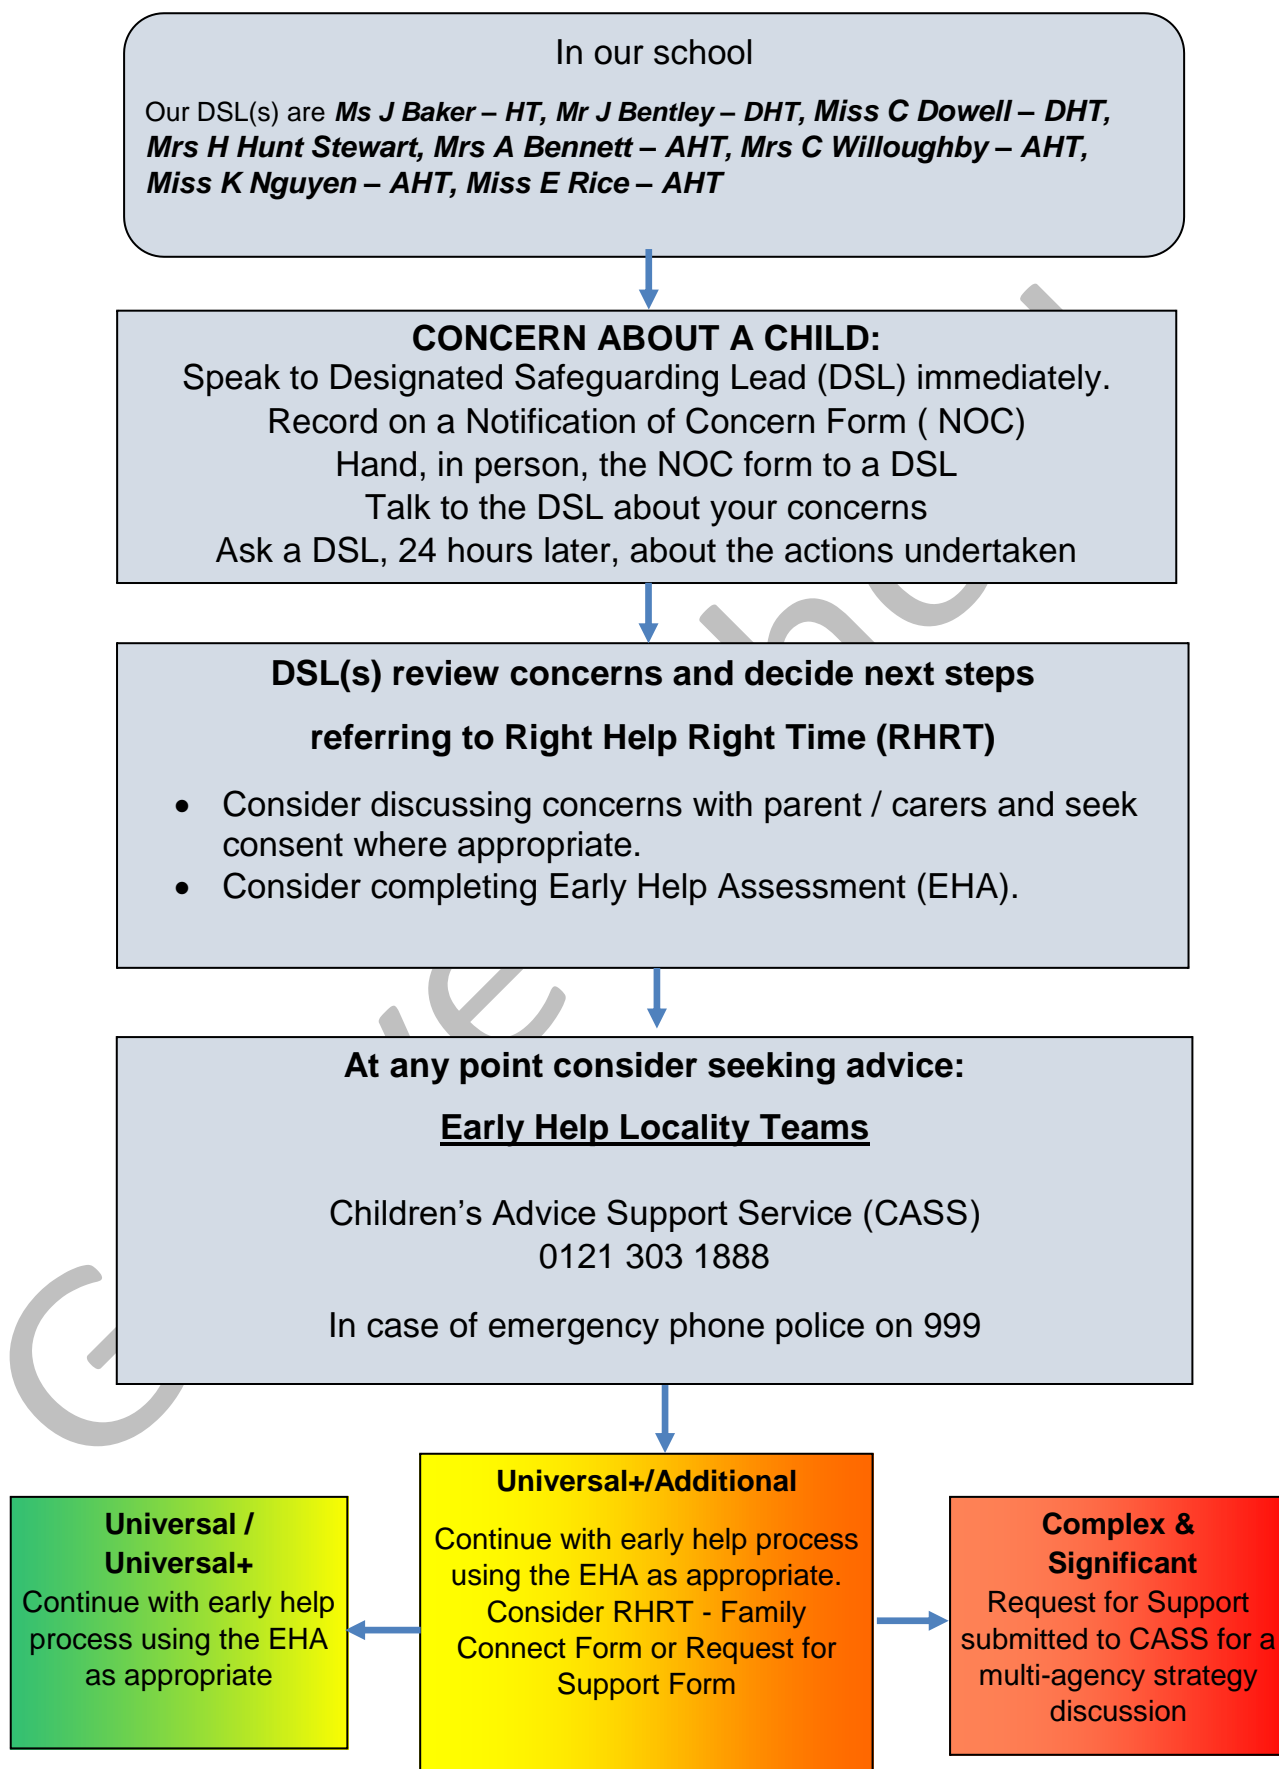 In our school
Our DSL(s) are Ms J Baker – HT, Mr J Bentley – DHT, Miss C Dowell – DHT,
Mrs H Hunt Stewart, Mrs A Bennett – AHT, Mrs C Willoughby – AHT,
Miss K Nguyen – AHT, Miss E Rice – AHT
CONCERN ABOUT A CHILD:
Speak to Designated Safeguarding Lead (DSL) immediately.
Record on a Notification of Concern Form ( NOC)
Hand, in person, the NOC form to a DSL
Talk to the DSL about your concerns
Ask a DSL, 24 hours later, about the actions undertaken
DSL(s) review concerns and decide next steps
referring to Right Help Right Time (RHRT)
• Consider discussing concerns with parent / carers and seek
consent where appropriate.
• Consider completing Early Help Assessment (EHA).
At any point consider seeking advice:
Early Help Locality Teams
Children’s Advice Support Service (CASS)
0121 303 1888
In case of emergency phone police on 999
Universal /
Universal+
Continue with early help
process using the EHA
as appropriate
Universal+/Additional
Continue with early help process
using the EHA as appropriate.
Consider RHRT - Family
Connect Form or Request for
Support Form
Complex &
Significant
Request for Support
submitted to CASS for a
multi-agency strategy
discussion